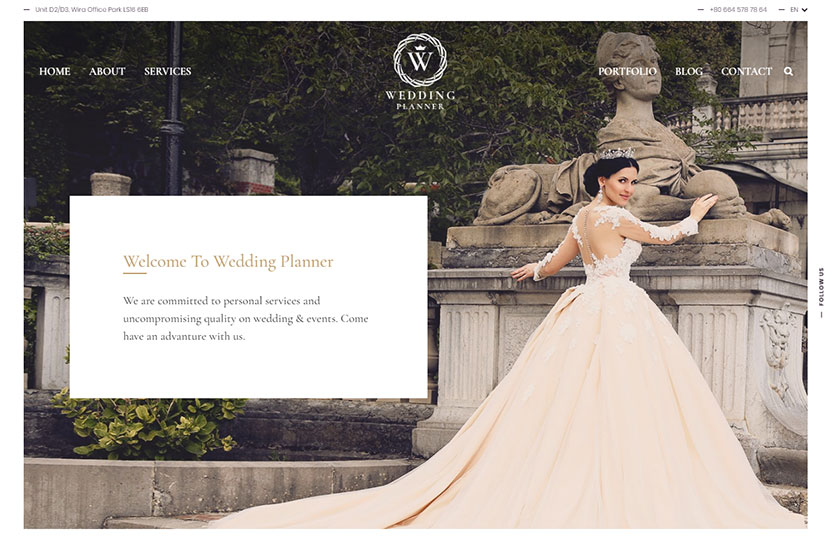 Unit D2/D3, Wira Office Park LS16 6EB
+80 664 578 78 64
EN
HOME
ABOUT
SERVICES
W
WEDDING
PLANNER
PORTFOLIO
BLOG
CONTACT
Welcome To Wedding Planner
We are committed to personal services and
uncompromising quality on wedding & events. Come
have an advanture with us.
FOLLOW US